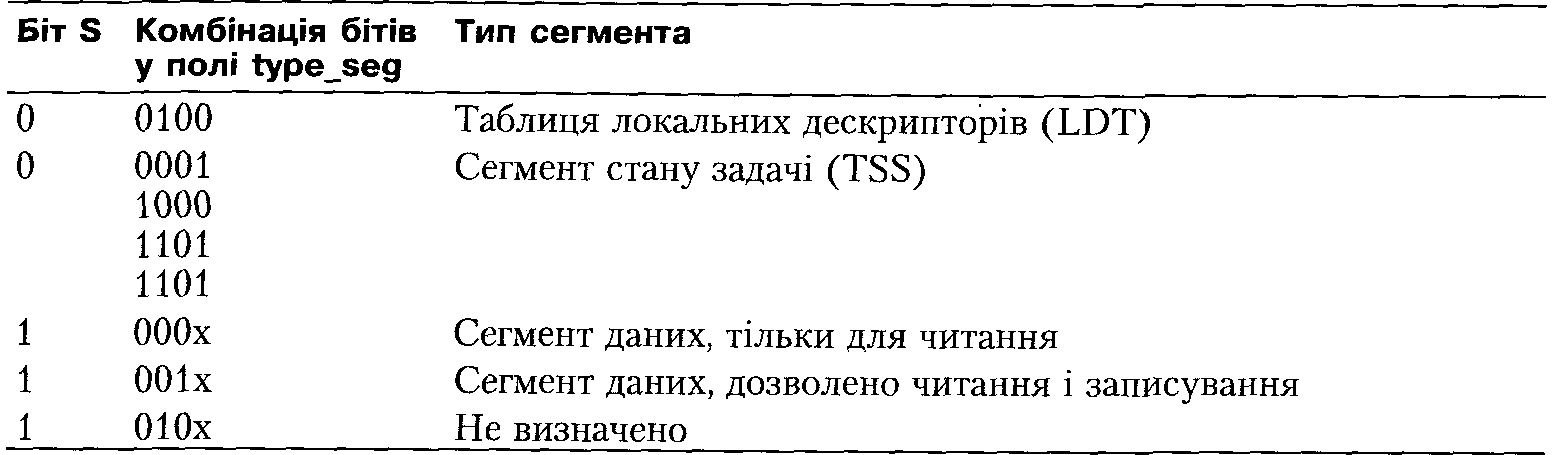 Біт S Комбінація бітів Тип сегмента
у полі type_seg
0 0100 Таблиця локальних дескрипторів (LDT)
0 0001 Сегмент стану задачі (TSS)
1000
1101
1101
1 000x Сегмент даних, тільки для читання
1 001x Сегмент даних, дозволено читання і записування
1 010x Не визначено